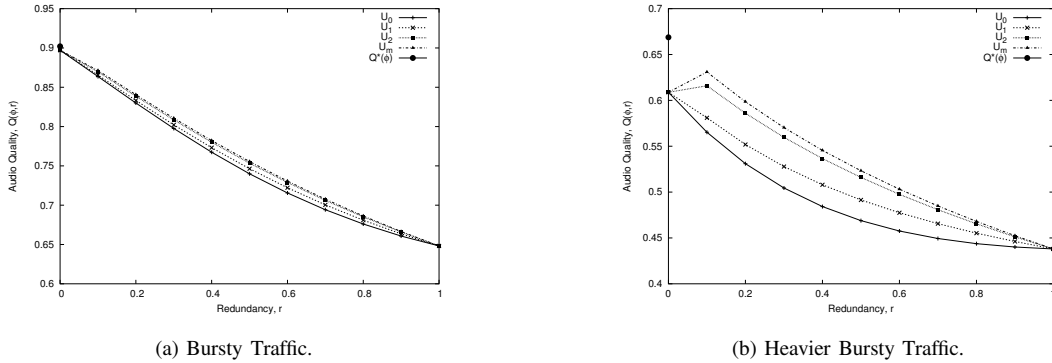 U0
U1
U2
Um
Q*(ϕ)
0.95
0.9
0.85
0.8
0.75
0.7
0.65
0.6
Audio Quality, Q(ϕ,r)
0 0.2 0.4 0.6 0.8 1
Redundancy, r
(a) Bursty Traffic.
U0
U1
U2
Um
Q*(ϕ)
0.7
0.65
0.6
0.55
0.5
0.45
0.4
Audio Quality, Q(ϕ,r)
0 0.2 0.4 0.6 0.8 1
Redundancy, r
(b) Heavier Bursty Traffic.